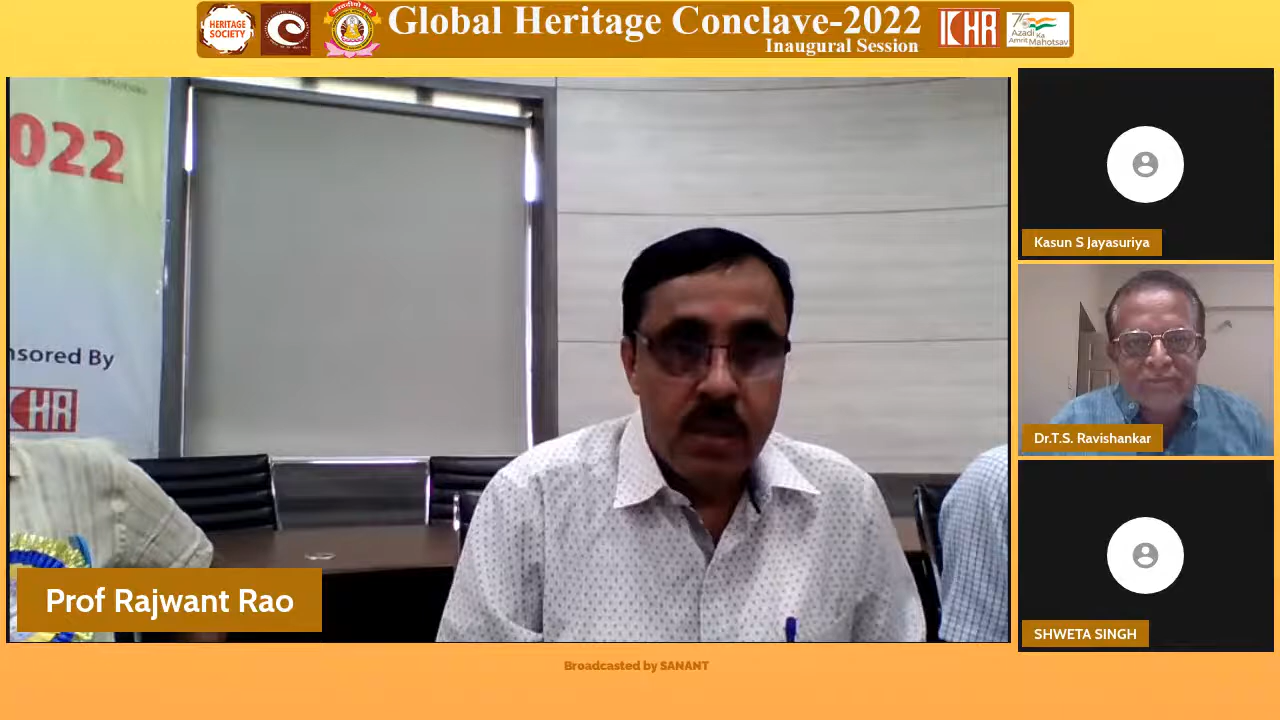 HERITAGE
SOCIETY
Global Heritage Conclave-2022
Inaugural Session
ICHR
Azadi Ka
Amrit Mahotsav
022
nsored By
CHR
Prof Rajwant Rao
Kasun S Jayasuriya
Dr.T.S. Ravishankar
SHWETA SINGH
Broadcasted by SANANT